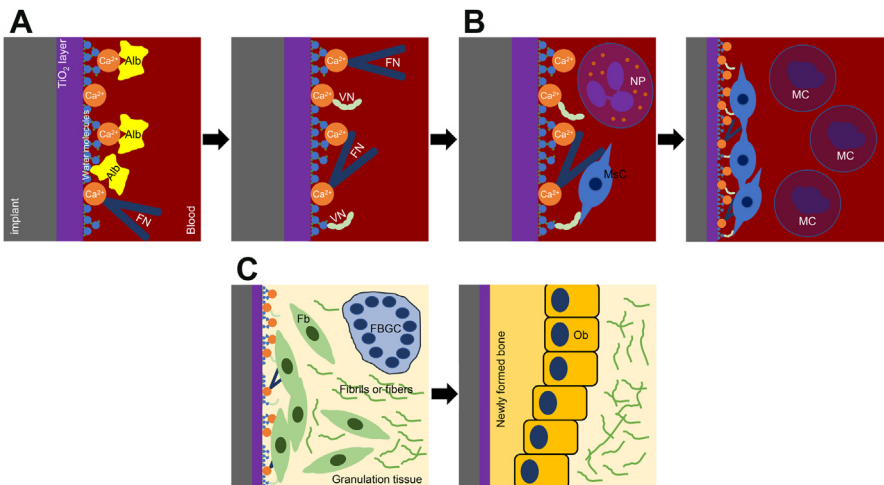 A
implant
TiO₂ layer
Water molecules
Ca²⁺
Alb
Ca²⁺
Ca²⁺
Alb
Alb
Ca²⁺
FN
Blood
Ca²⁺
FN
Ca²⁺
VN
Ca²⁺
Ca²⁺
VN
B
Ca²⁺
NP
Ca²⁺
Ca²⁺
Ca²⁺
MsC
MC
MC
MC
C
Fb
FBGC
Fibrils or fibers
Granulation tissue
Newly formed bone
Ob